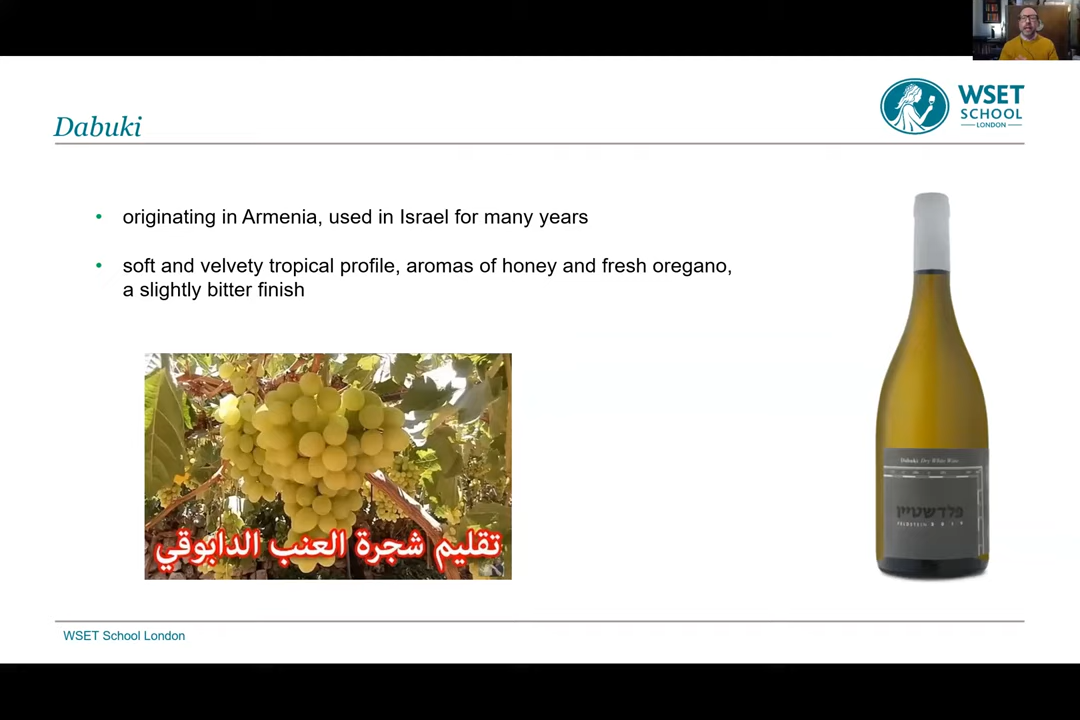 WSET
SCHOOL
LONDON
Dabuki
• originating in Armenia, used in Israel for many years
• soft and velvety tropical profile, aromas of honey and fresh oregano,
a slightly bitter finish
تقليم شجرة العنب الدابوقي
Dabuki Dry White Wine
פלדשטיין
FELDSTEIN
WSET School London